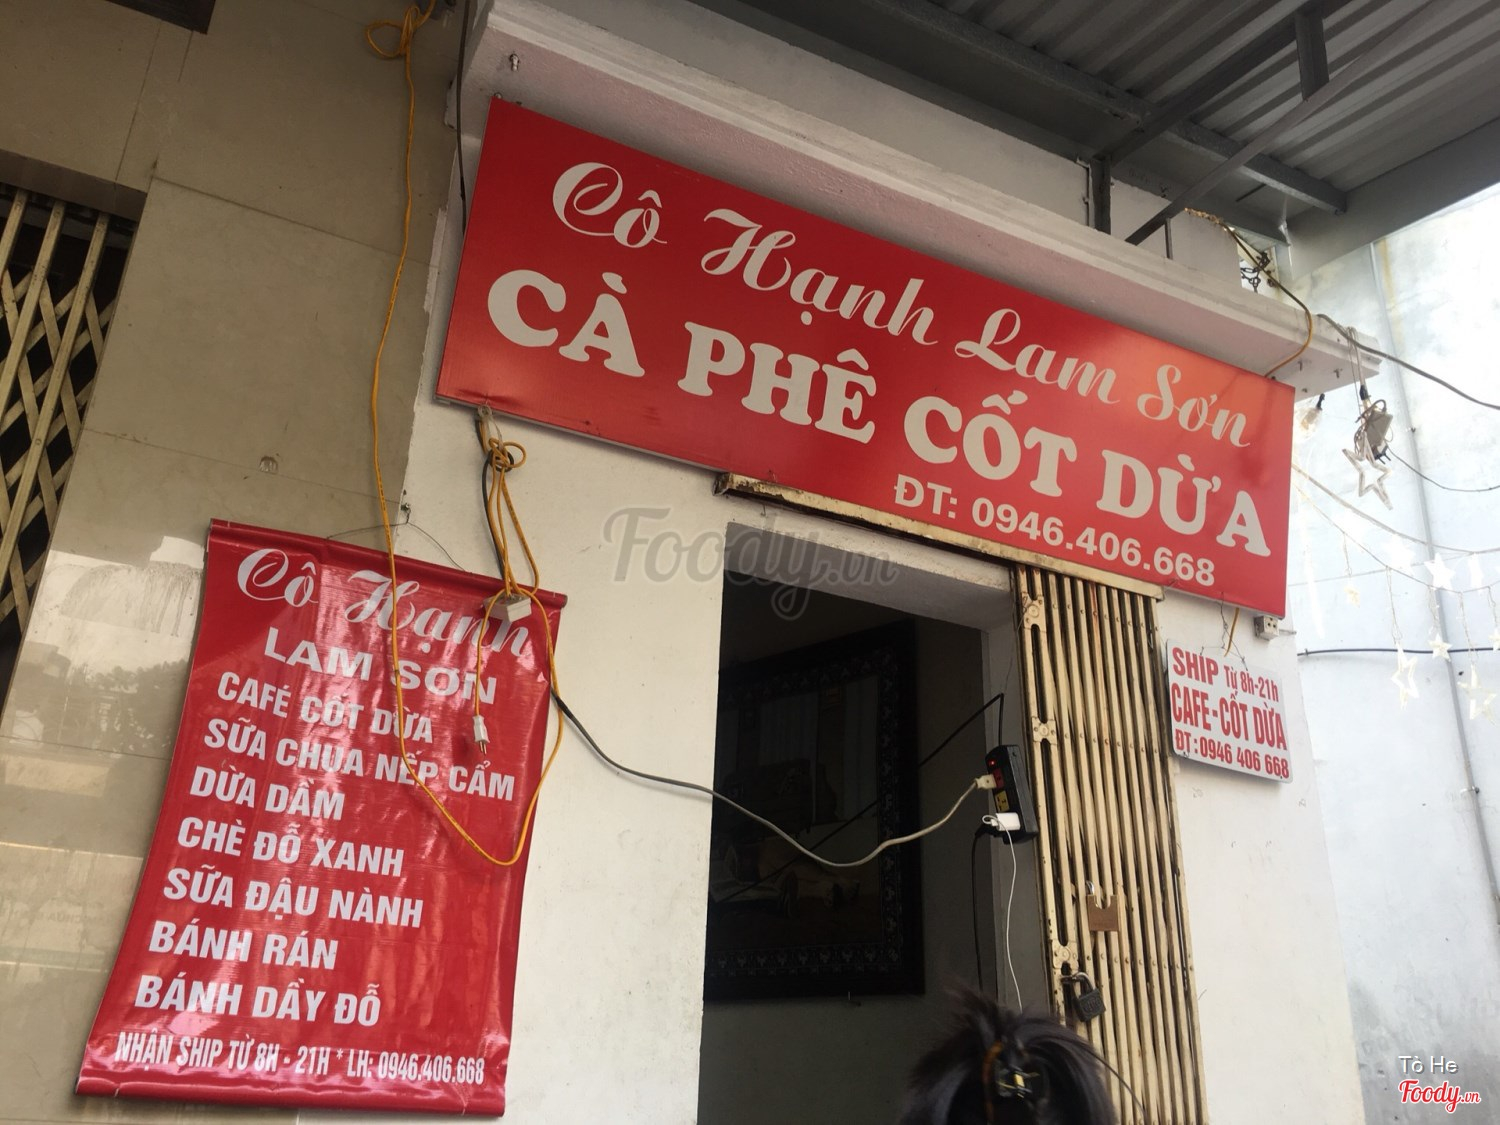 Cô Hạnh Lam Sơn
CÀ PHÊ CỐT DỪA
ĐT: 0946.406.668
Cô Hạnh
LAM SƠN
CAFÉ CỐT DỪA
SỮA CHUA NẾP CẨM
DỪA DẦM
CHÈ ĐỖ XANH
SỮA ĐẬU NÀNH
BÁNH RÁN
BÁNH DẦY ĐỖ
NHẬN SHIP TỪ 8H - 21H * LH: 0946.406.668
SHÍP Từ 8h-21h
CAFE-CỐT DỪA
ĐT:0946 406 668
Foody.vn
Tò He
Foody.vn